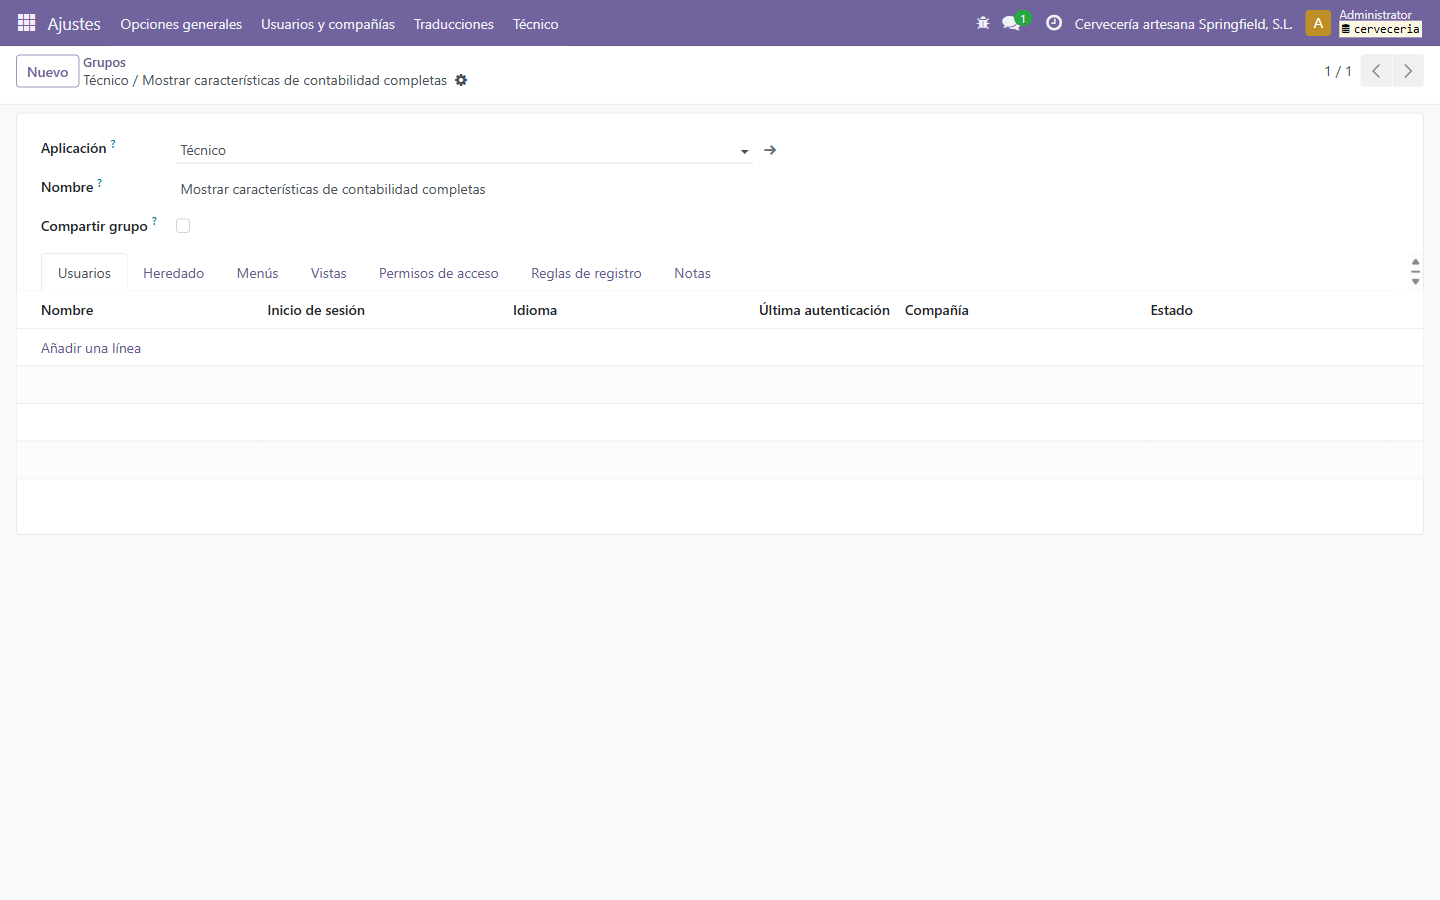 Ajustes Opciones generales Usuarios y compañías Traducciones Técnico 1 Cervecería artesana Springfield, S.L. A Administrator
cerveceria
Nuevo Grupos
Técnico / Mostrar características de contabilidad completas 1 / 1
Aplicación ? Técnico
Nombre ? Mostrar características de contabilidad completas
Compartir grupo ?
Usuarios Heredado Menús Vistas Permisos de acceso Reglas de registro Notas
Nombre Inicio de sesión Idioma Última autenticación Compañía Estado
Añadir una línea